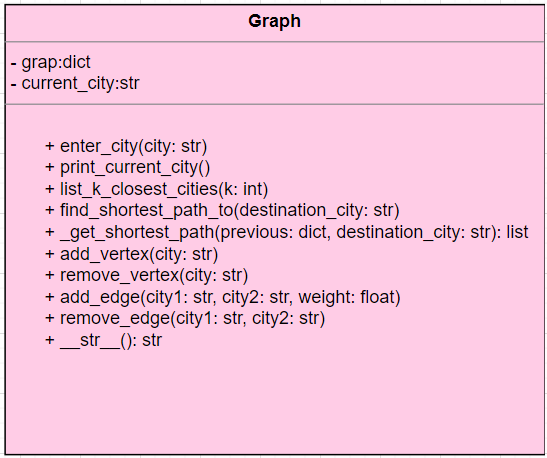 Graph
- grap:dict
- current_city:str
+ enter_city(city: str)
+ print_current_city()
+ list_k_closest_cities(k: int)
+ find_shortest_path_to(destination_city: str)
+ _get_shortest_path(previous: dict, destination_city: str): list
+ add_vertex(city: str)
+ remove_vertex(city: str)
+ add_edge(city1: str, city2: str, weight: float)
+ remove_edge(city1: str, city2: str)
+ __str__(): str